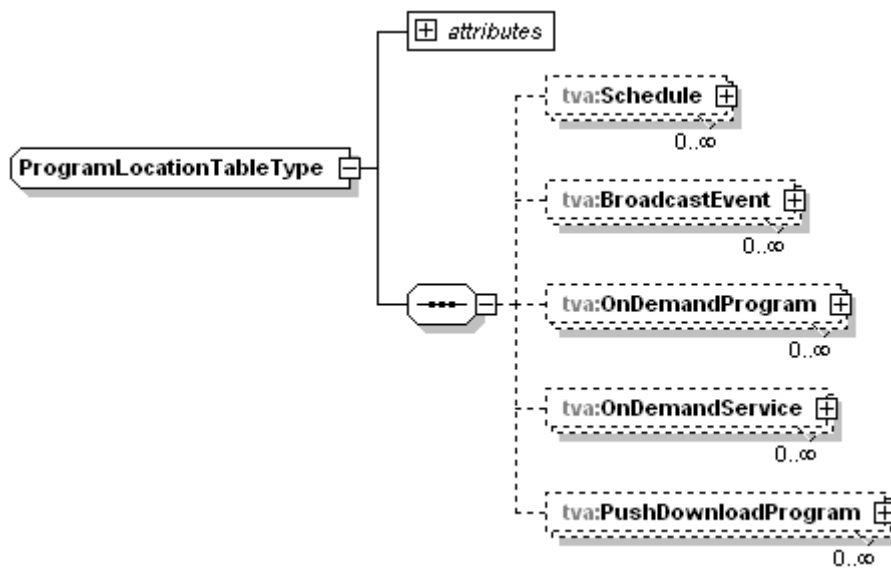 attributes
tva:Schedule
0..∞
ProgramLocationTableType
tva:BroadcastEvent
0..∞
tva:OnDemandProgram
0..∞
tva:OnDemandService
0..∞
tva:PushDownloadProgram
0..∞